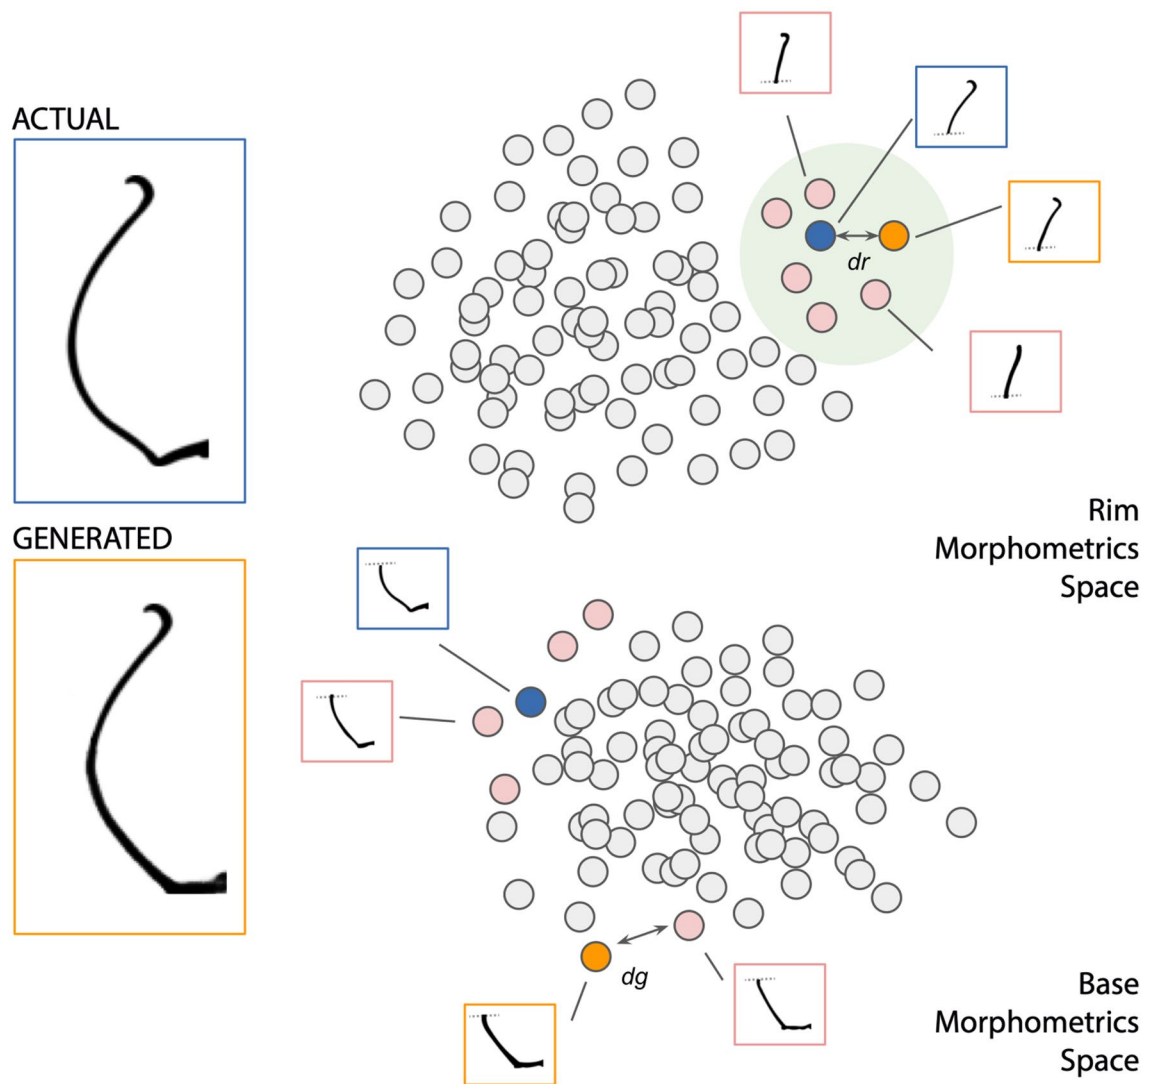 ACTUAL
dr
Rim
Morphometrics
Space
GENERATED
dg
Base
Morphometrics
Space